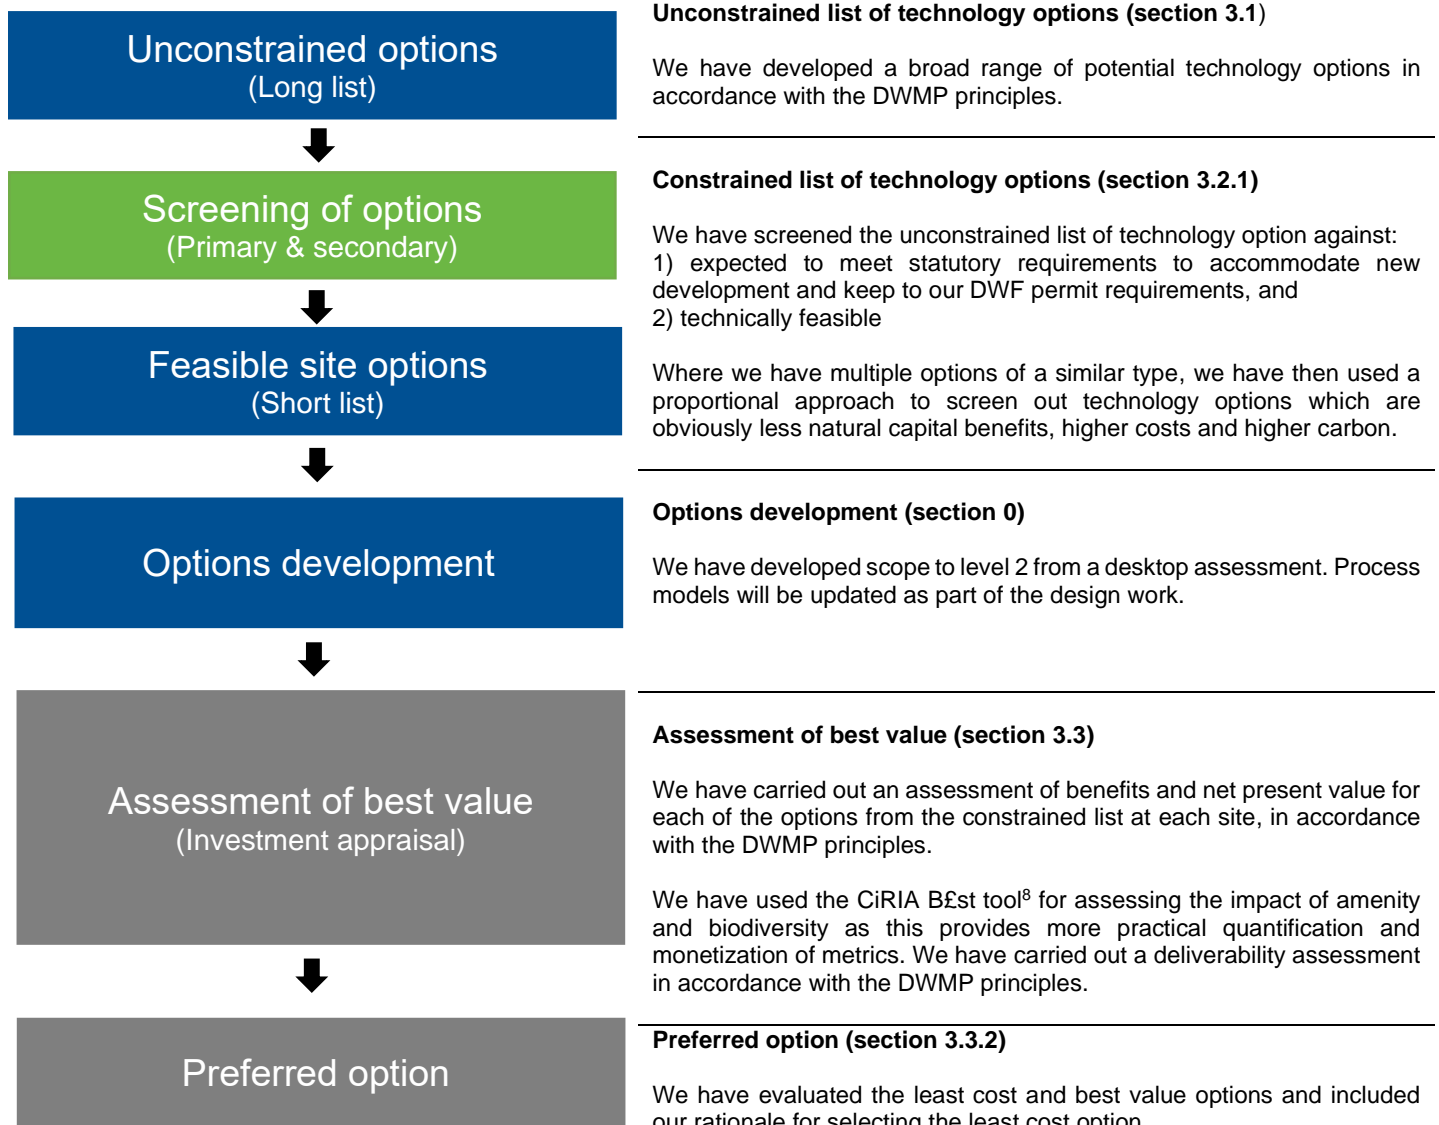 Unconstrained options
(Long list)
Screening of options
(Primary & secondary)
Feasible site options
(Short list)
Options development
Assessment of best value
(Investment appraisal)
Preferred option
Unconstrained list of technology options (section 3.1)
We have developed a broad range of potential technology options in
accordance with the DWMP principles.
Constrained list of technology options (section 3.2.1)
We have screened the unconstrained list of technology option against:
1) expected to meet statutory requirements to accommodate new
development and keep to our DWF permit requirements, and
2) technically feasible
Where we have multiple options of a similar type, we have then used a
proportional approach to screen out technology options which are
obviously less natural capital benefits, higher costs and higher carbon.
Options development (section 0)
We have developed scope to level 2 from a desktop assessment. Process
models will be updated as part of the design work.
Assessment of best value (section 3.3)
We have carried out an assessment of benefits and net present value for
each of the options from the constrained list at each site, in accordance
with the DWMP principles.
We have used the CiRIA B£st tool⁸ for assessing the impact of amenity
and biodiversity as this provides more practical quantification and
monetization of metrics. We have carried out a deliverability assessment
in accordance with the DWMP principles.
Preferred option (section 3.3.2)
We have evaluated the least cost and best value options and included
our rationale for selecting the least cost option